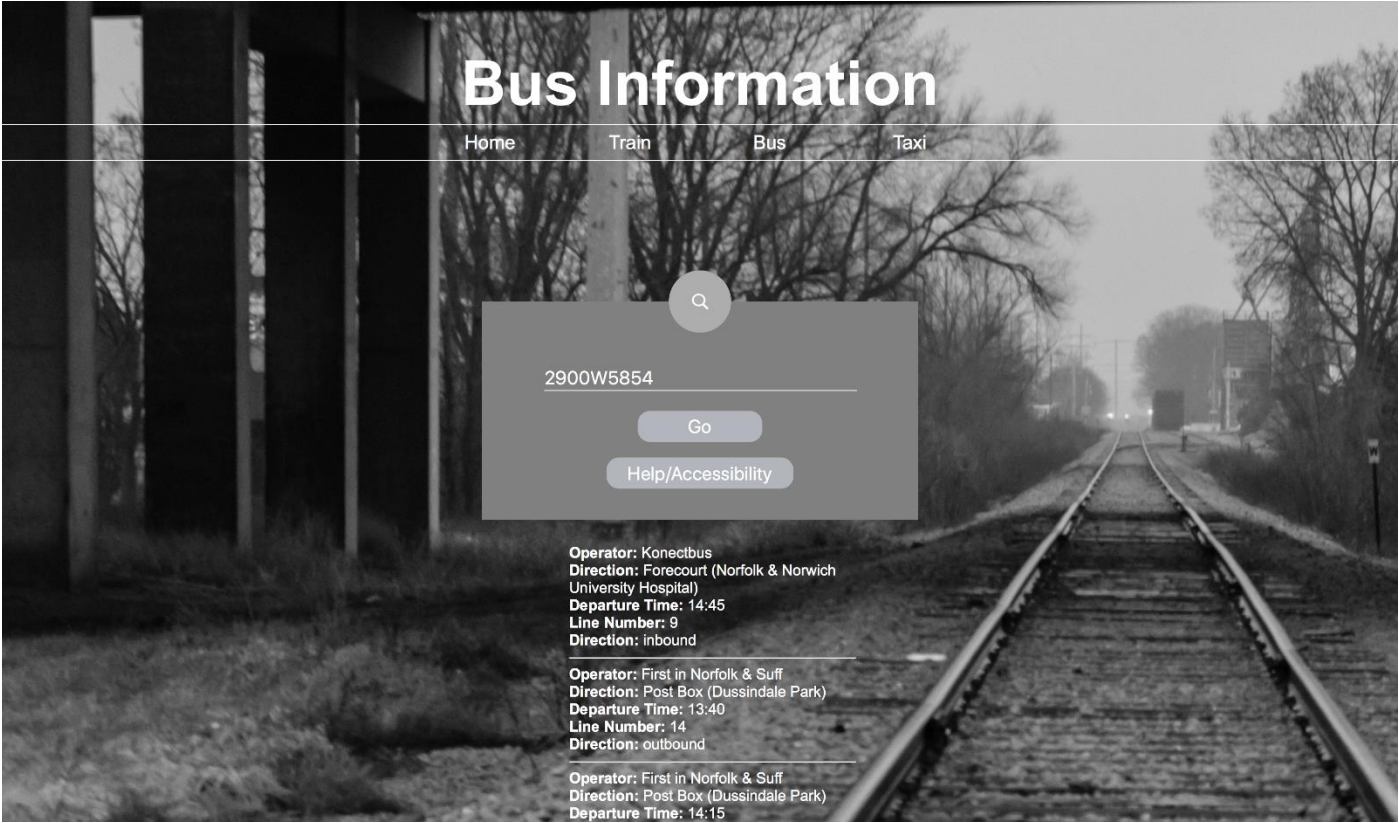 Bus Information
Home Train Bus Taxi
2900W5854
Go
Help/Accessibility
Operator: Konectbus
Direction: Forecourt (Norfolk & Norwich
University Hospital)
Departure Time: 14:45
Line Number: 9
Direction: inbound
Operator: First in Norfolk & Suff
Direction: Post Box (Dussindale Park)
Departure Time: 13:40
Line Number: 14
Direction: outbound
Operator: First in Norfolk & Suff
Direction: Post Box (Dussindale Park)
Departure Time: 14:15
W